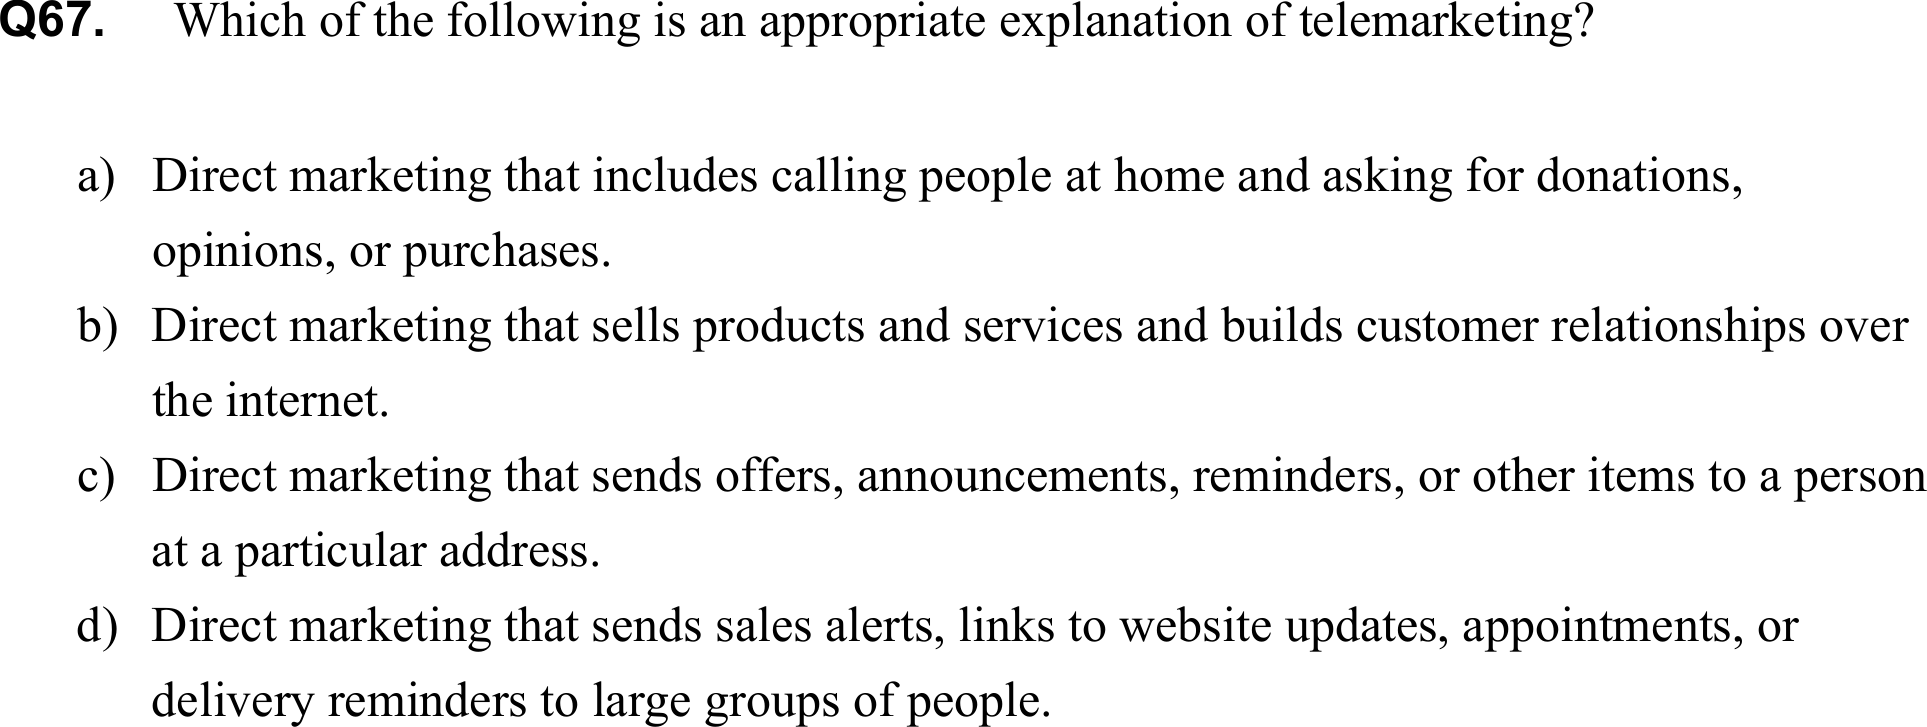 Q67. Which of the following is an appropriate explanation of telemarketing?
a) Direct marketing that includes calling people at home and asking for donations,
opinions, or purchases.
b) Direct marketing that sells products and services and builds customer relationships over
the internet.
c) Direct marketing that sends offers, announcements, reminders, or other items to a person
at a particular address.
d) Direct marketing that sends sales alerts, links to website updates, appointments, or
delivery reminders to large groups of people.